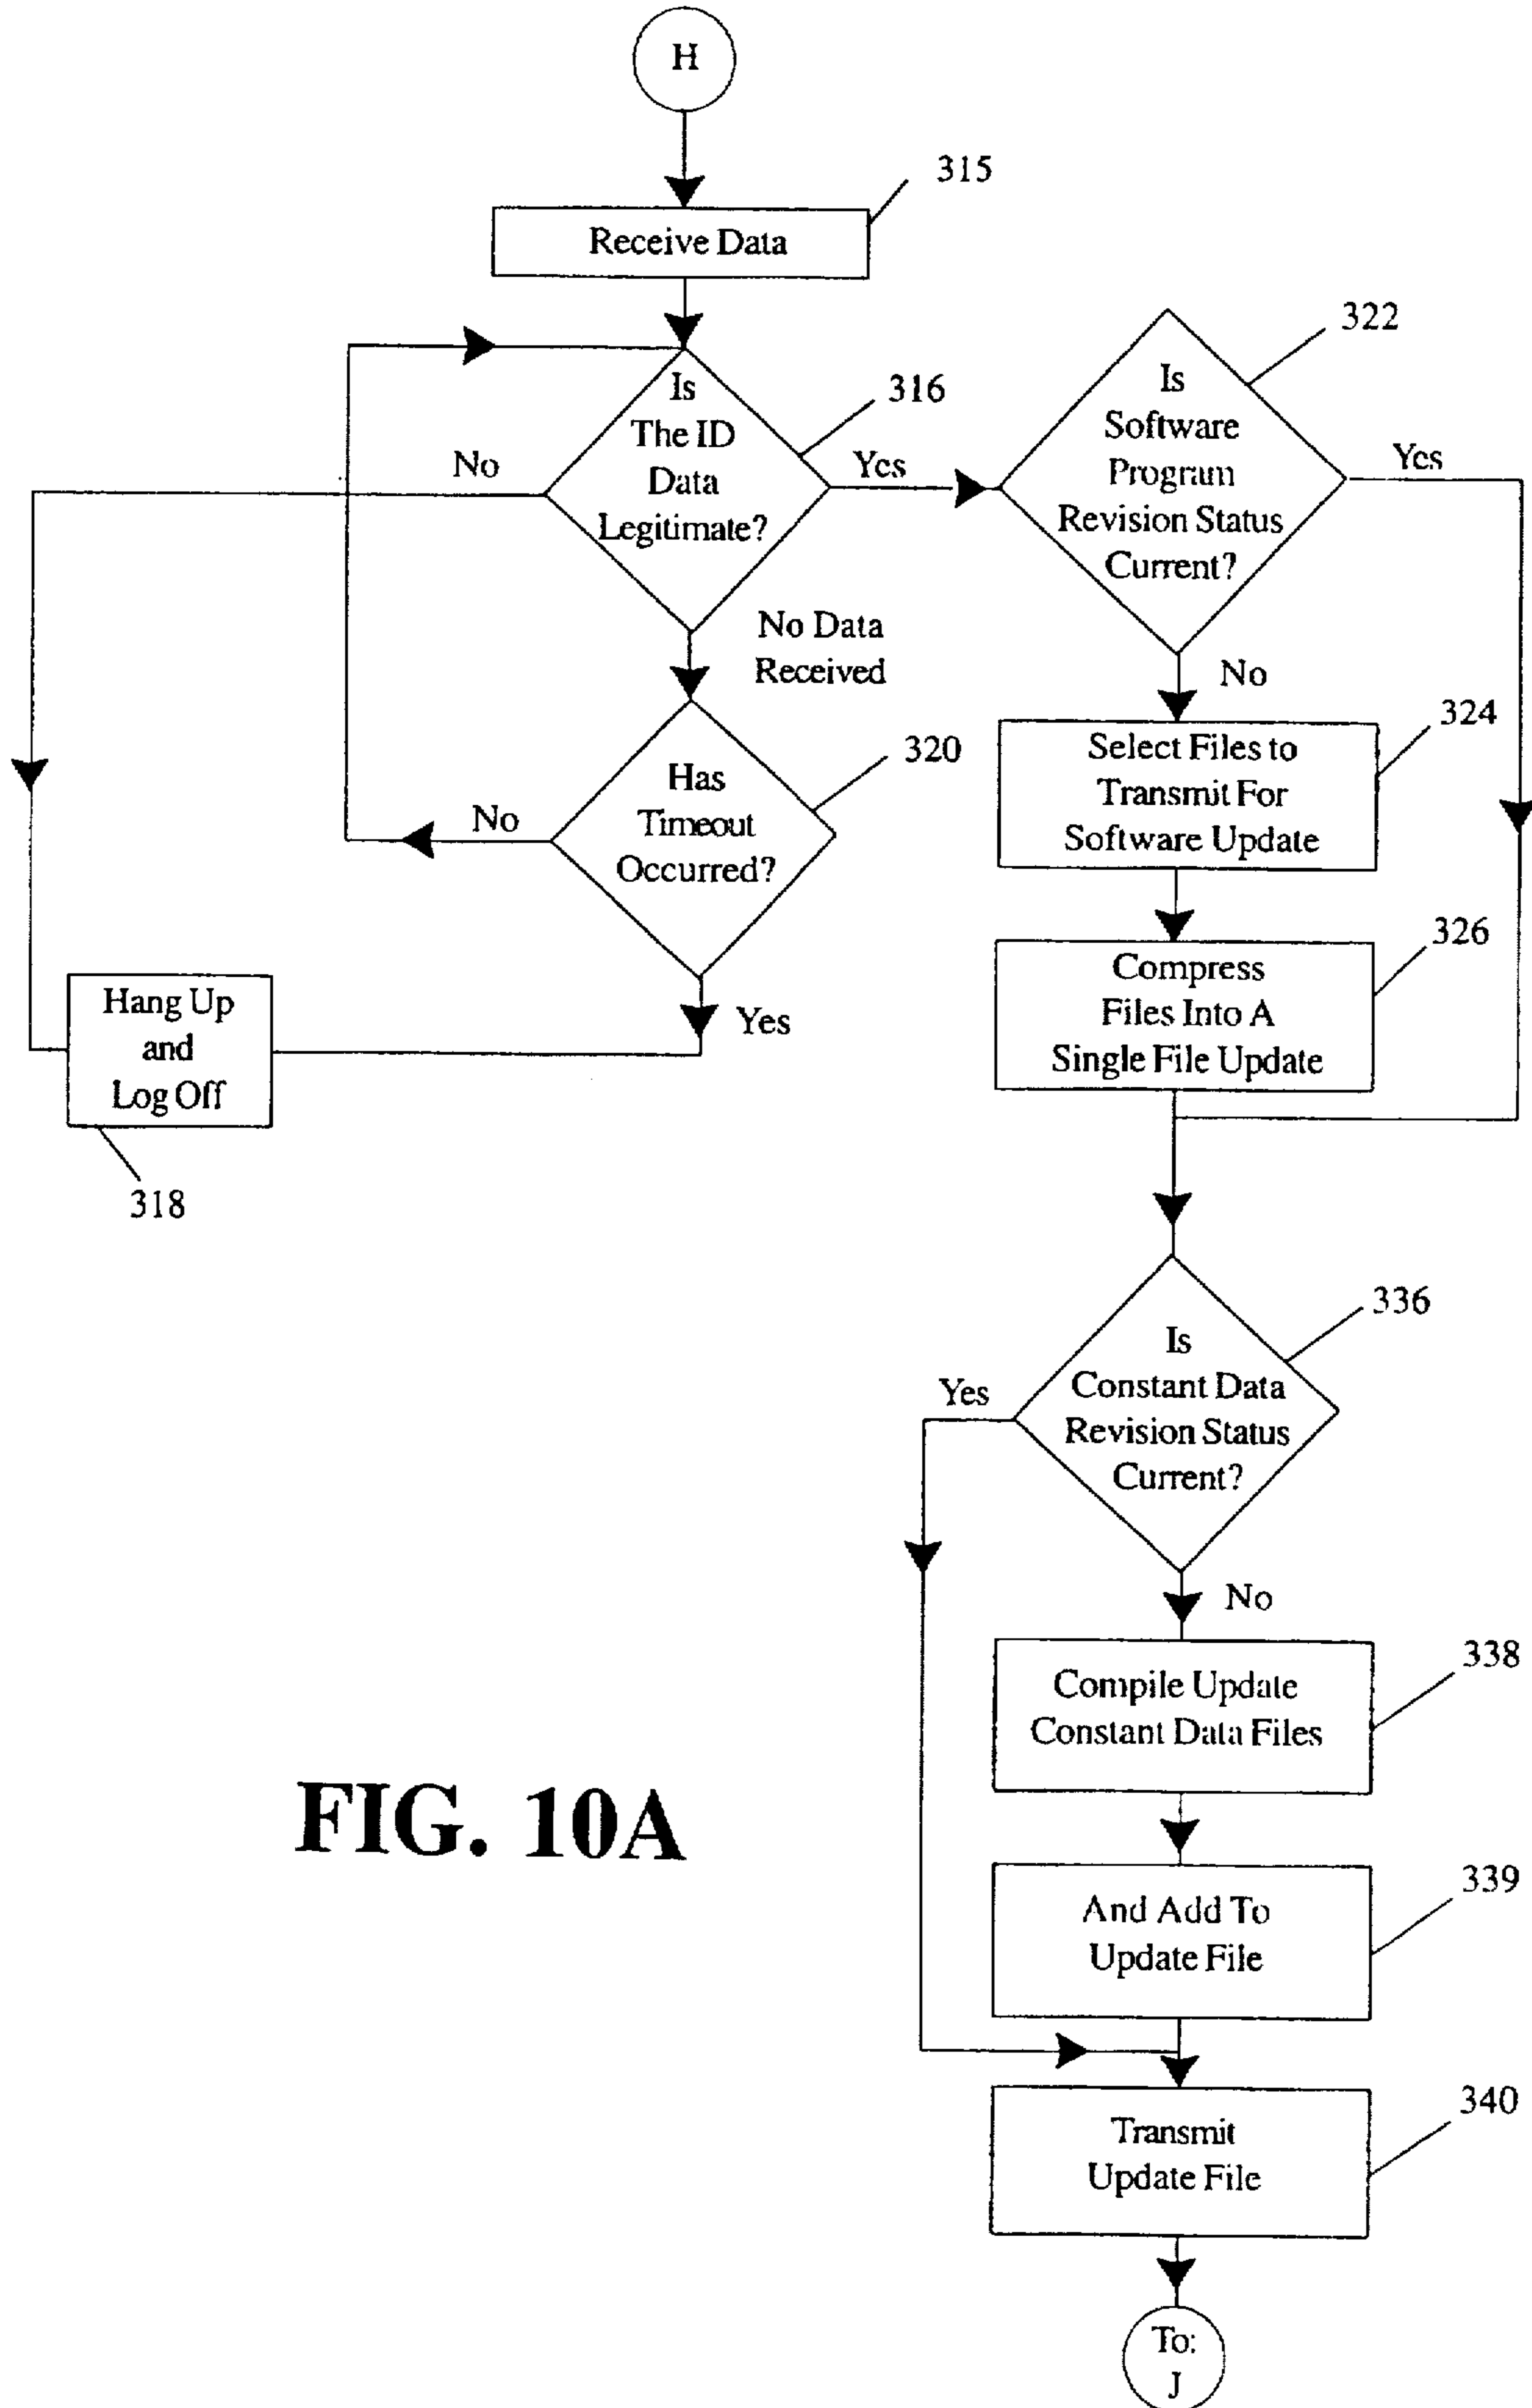 H
315
Receive Data
322
Is
The ID
Data
Legitimate?
316
No
Yes
Is
Software
Program
Revision Status
Current?
Yes
No Data
Received
No
320
Has
Timeout
Occurred?
No
Yes
324
Select Files to
Transmit For
Software Update
326
Compress
Files Into A
Single File Update
Hang Up
and
Log Off
318
336
Is
Constant Data
Revision Status
Current?
Yes
No
338
Compile Update
Constant Data Files
FIG. 10A
339
And Add To
Update File
340
Transmit
Update File
To:
J